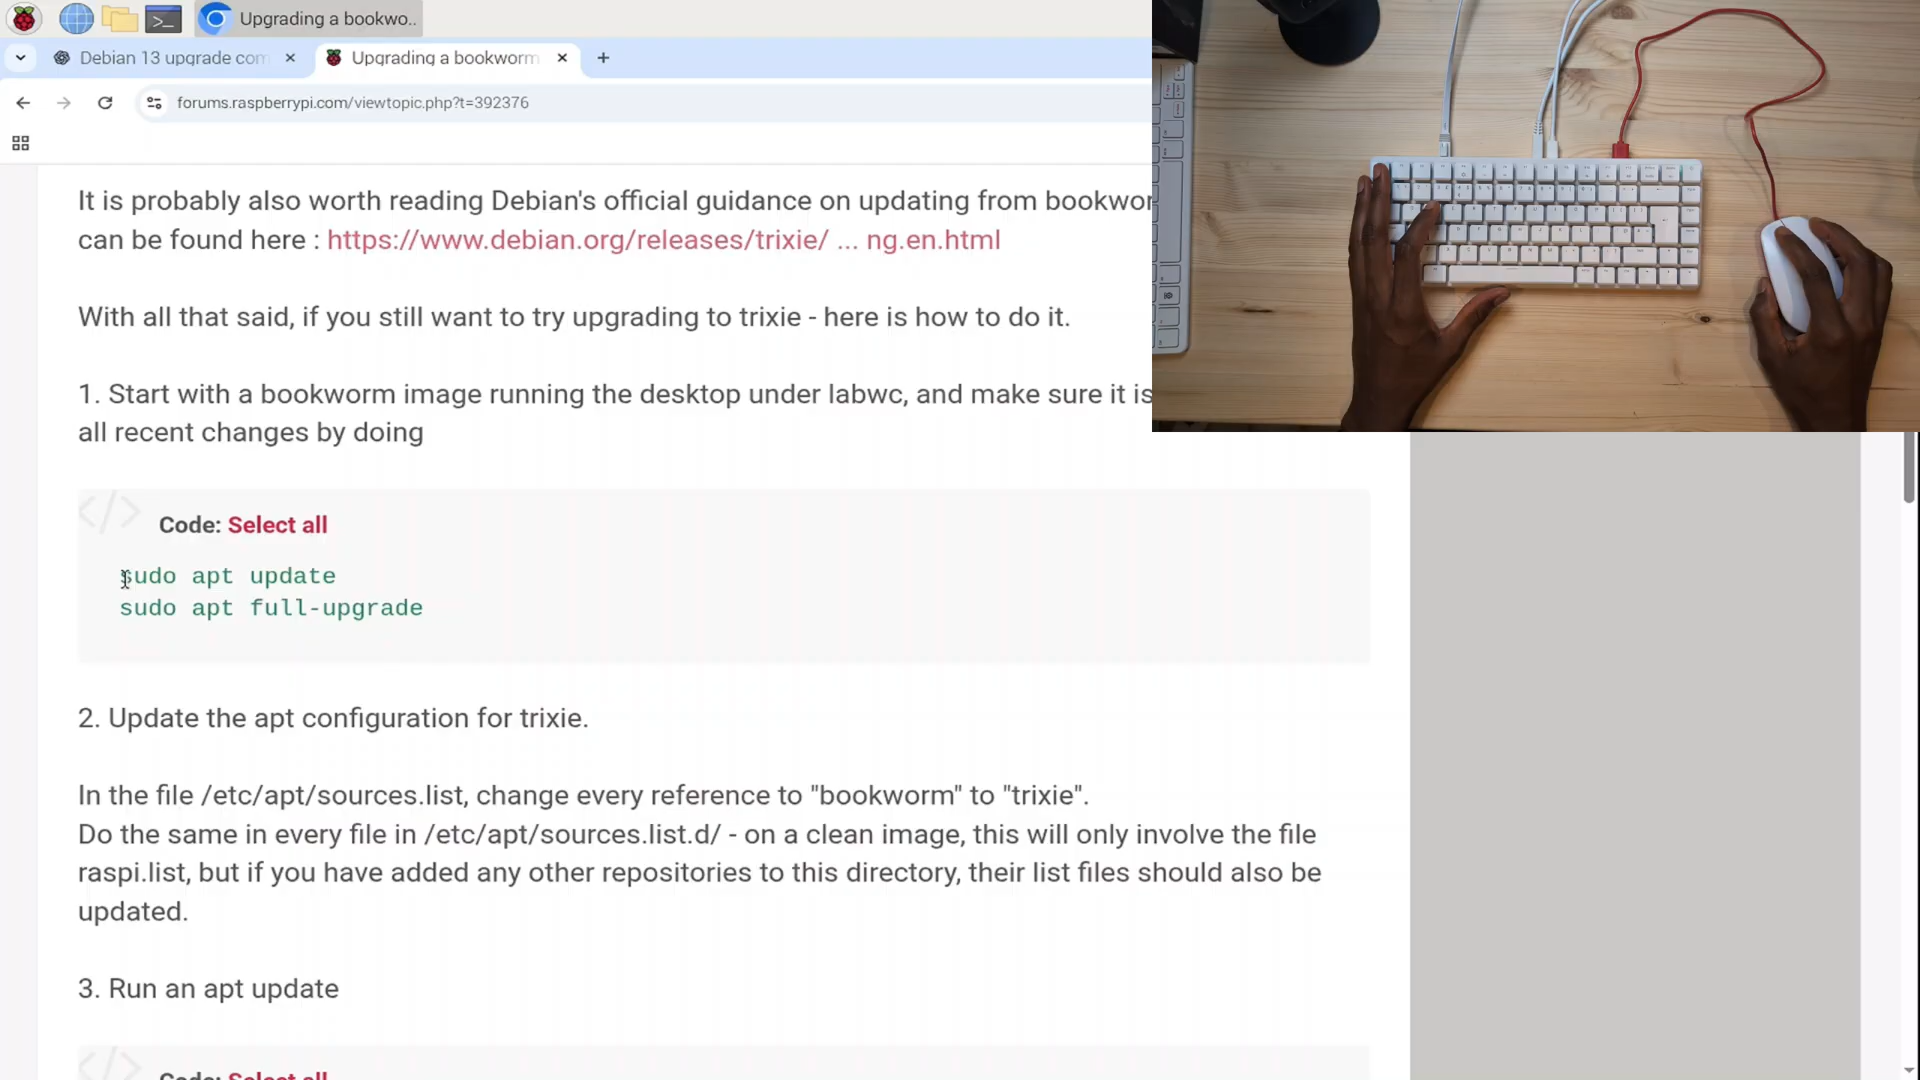 Upgrading a bookwo..
Debian 13 upgrade com
Upgrading a bookworm
forums.raspberrypi.com/viewtopic.php?t=392376
It is probably also worth reading Debian's official guidance on updating from bookwor
can be found here : https://www.debian.org/releases/trixie/ ... ng.en.html
With all that said, if you still want to try upgrading to trixie - here is how to do it.
1. Start with a bookworm image running the desktop under labwc, and make sure it is
all recent changes by doing
Code: Select all
sudo apt update
sudo apt full-upgrade
2. Update the apt configuration for trixie.
In the file /etc/apt/sources.list, change every reference to "bookworm" to "trixie".
Do the same in every file in /etc/apt/sources.list.d/ - on a clean image, this will only involve the file
raspi.list, but if you have added any other repositories to this directory, their list files should also be
updated.
3. Run an apt update
Code: Select all